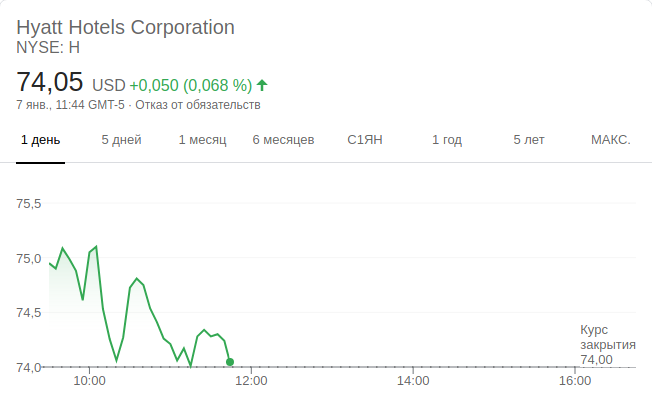 Hyatt Hotels Corporation
NYSE: H
74,05 USD +0,050 (0,068 %)
7 янв., 11:44 GMT-5 · Отказ от обязательств
1 день 5 дней 1 месяц 6 месяцев С1ЯН 1 год 5 лет МАКС.
75,5
75,0
74,5
Курс
закрытия
74,00
74,0
10:00 12:00 14:00 16:00